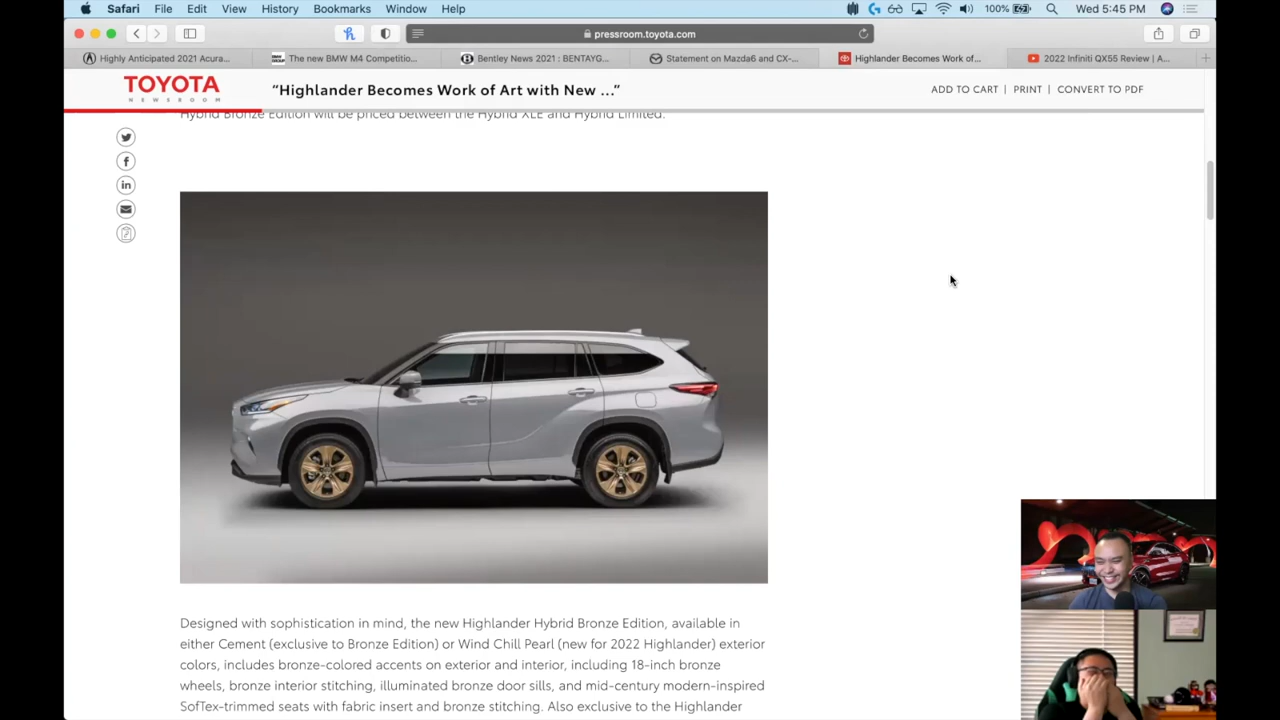 Safari File Edit View History Bookmarks Window Help 100% Wed 5:45 PM
pressroom.toyota.com
Highly Anticipated 2021 Acura... The new BMW M4 Competitio... Bentley News 2021 : BENTAYG... Statement on Mazda6 and CX-... Highlander Becomes Work of... 2022 Infiniti QX55 Review | A...
TOYOTA
NEWSROOM
“Highlander Becomes Work of Art with New ...”
ADD TO CART | PRINT | CONVERT TO PDF
Hybrid Bronze Edition will be priced between the Hybrid XLE and Hybrid Limited.
Designed with sophistication in mind, the new Highlander Hybrid Bronze Edition, available in
either Cement (exclusive to Bronze Edition) or Wind Chill Pearl (new for 2022 Highlander) exterior
colors, includes bronze-colored accents on exterior and interior, including 18-inch bronze
wheels, bronze interior stitching, illuminated bronze door sills, and mid-century modern-inspired
SofTex-trimmed seats with fabric insert and bronze stitching. Also exclusive to the Highlander